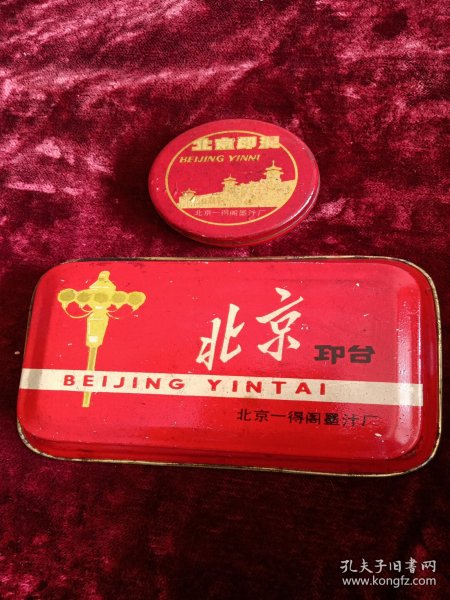 北京印泥
BEIJING YINNI
北京一得阁墨汁厂
北京
印台
BEIJING YINTAI
北京一得阁墨汁厂
孔夫子旧书网
www.kongfz.com